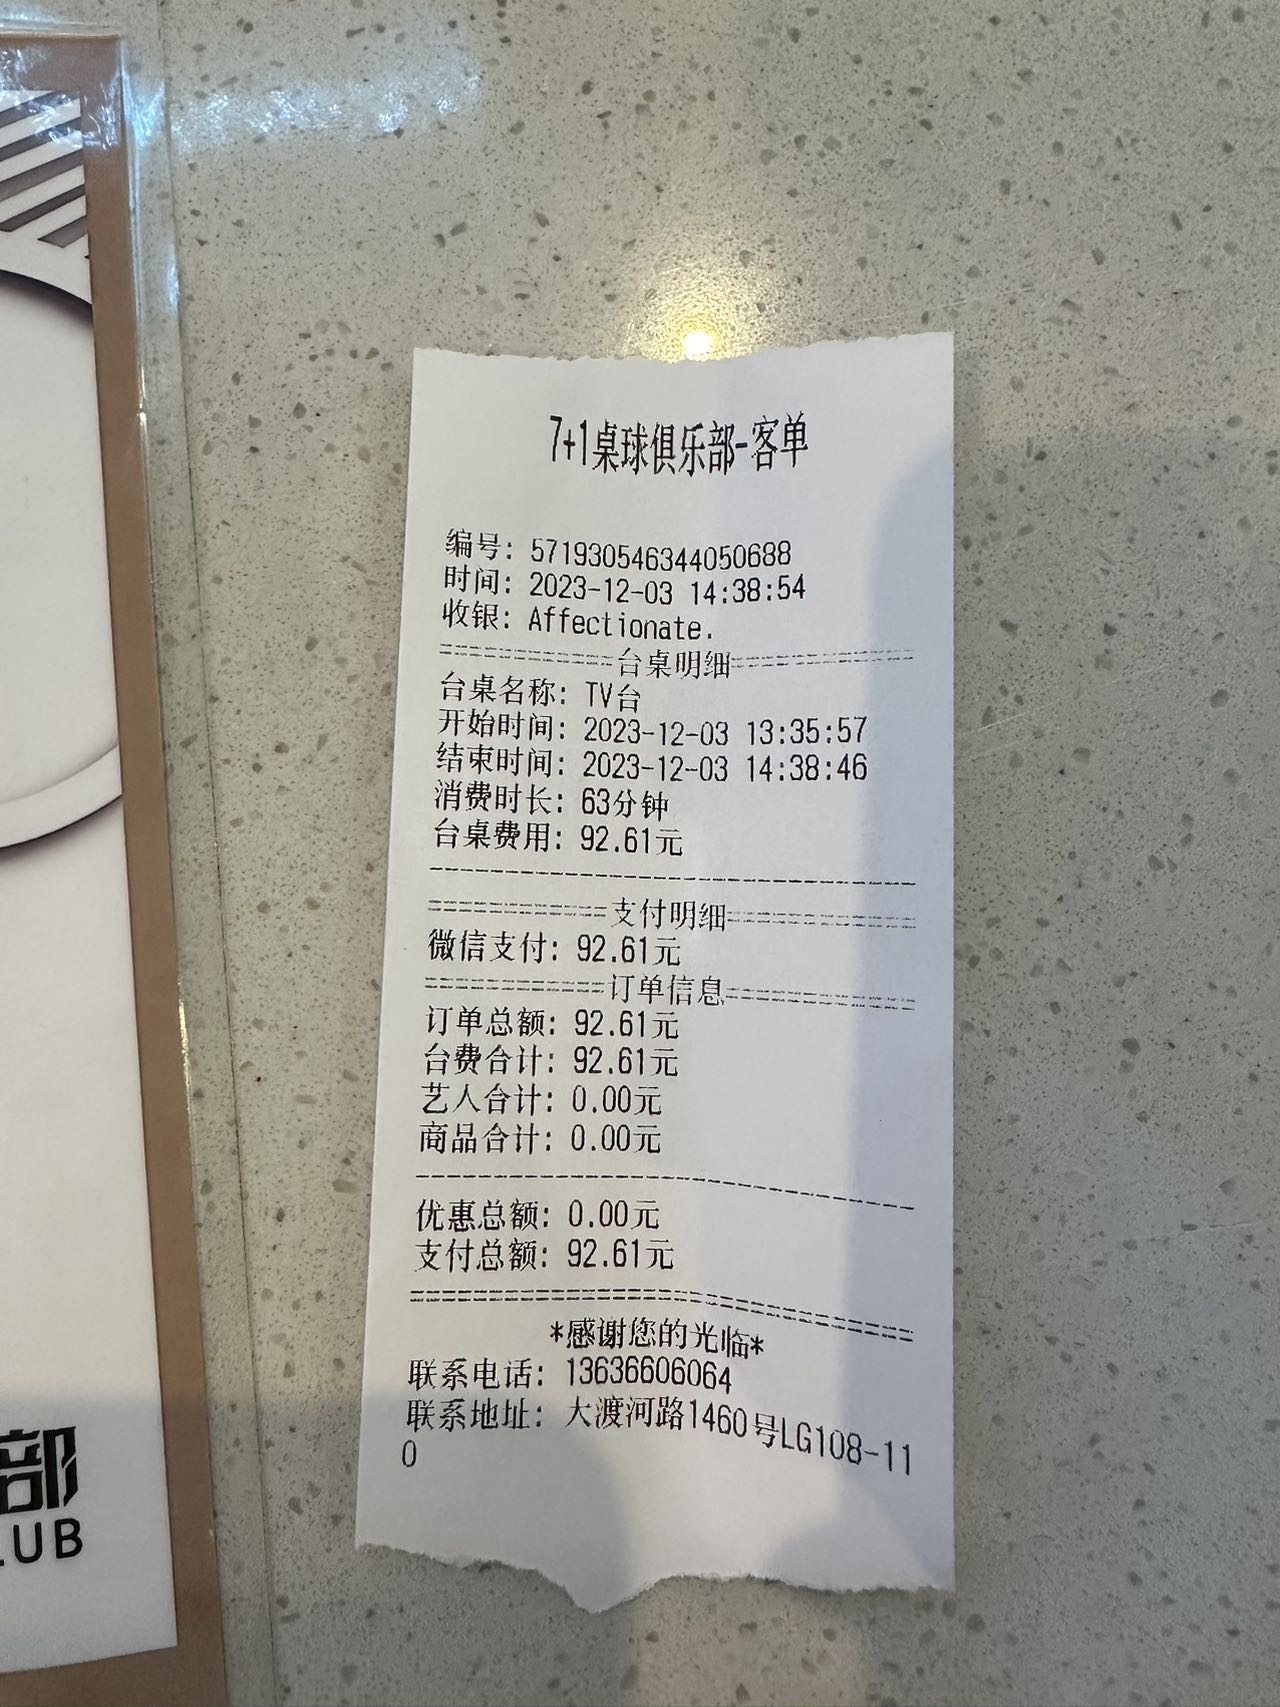 7+1桌球俱乐部-客单
编号: 571930546344050688
时间: 2023-12-03 14:38:54
收银: Affectionate.
============台桌明细============
台桌名称: TV台
开始时间: 2023-12-03 13:35:57
结束时间: 2023-12-03 14:38:46
消费时长: 63分钟
台桌费用: 92.61元
--------------------------------
============支付明细============
微信支付: 92.61元
============订单信息============
订单总额: 92.61元
台费合计: 92.61元
艺人合计: 0.00元
商品合计: 0.00元
--------------------------------
优惠总额: 0.00元
支付总额: 92.61元
================================
*感谢您的光临*
联系电话: 13636606064
联系地址: 大渡河路1460号LG108-11
0
部
LUB